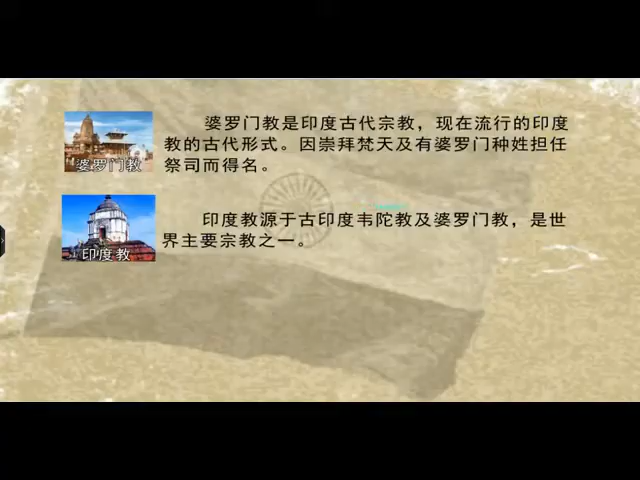 婆罗门教是印度古代宗教，现在流行的印度
教的古代形式。因崇拜梵天及有婆罗门种姓担任
祭司而得名。
婆罗门教
印度教源于古印度韦陀教及婆罗门教，是世
界主要宗教之一。
印度教